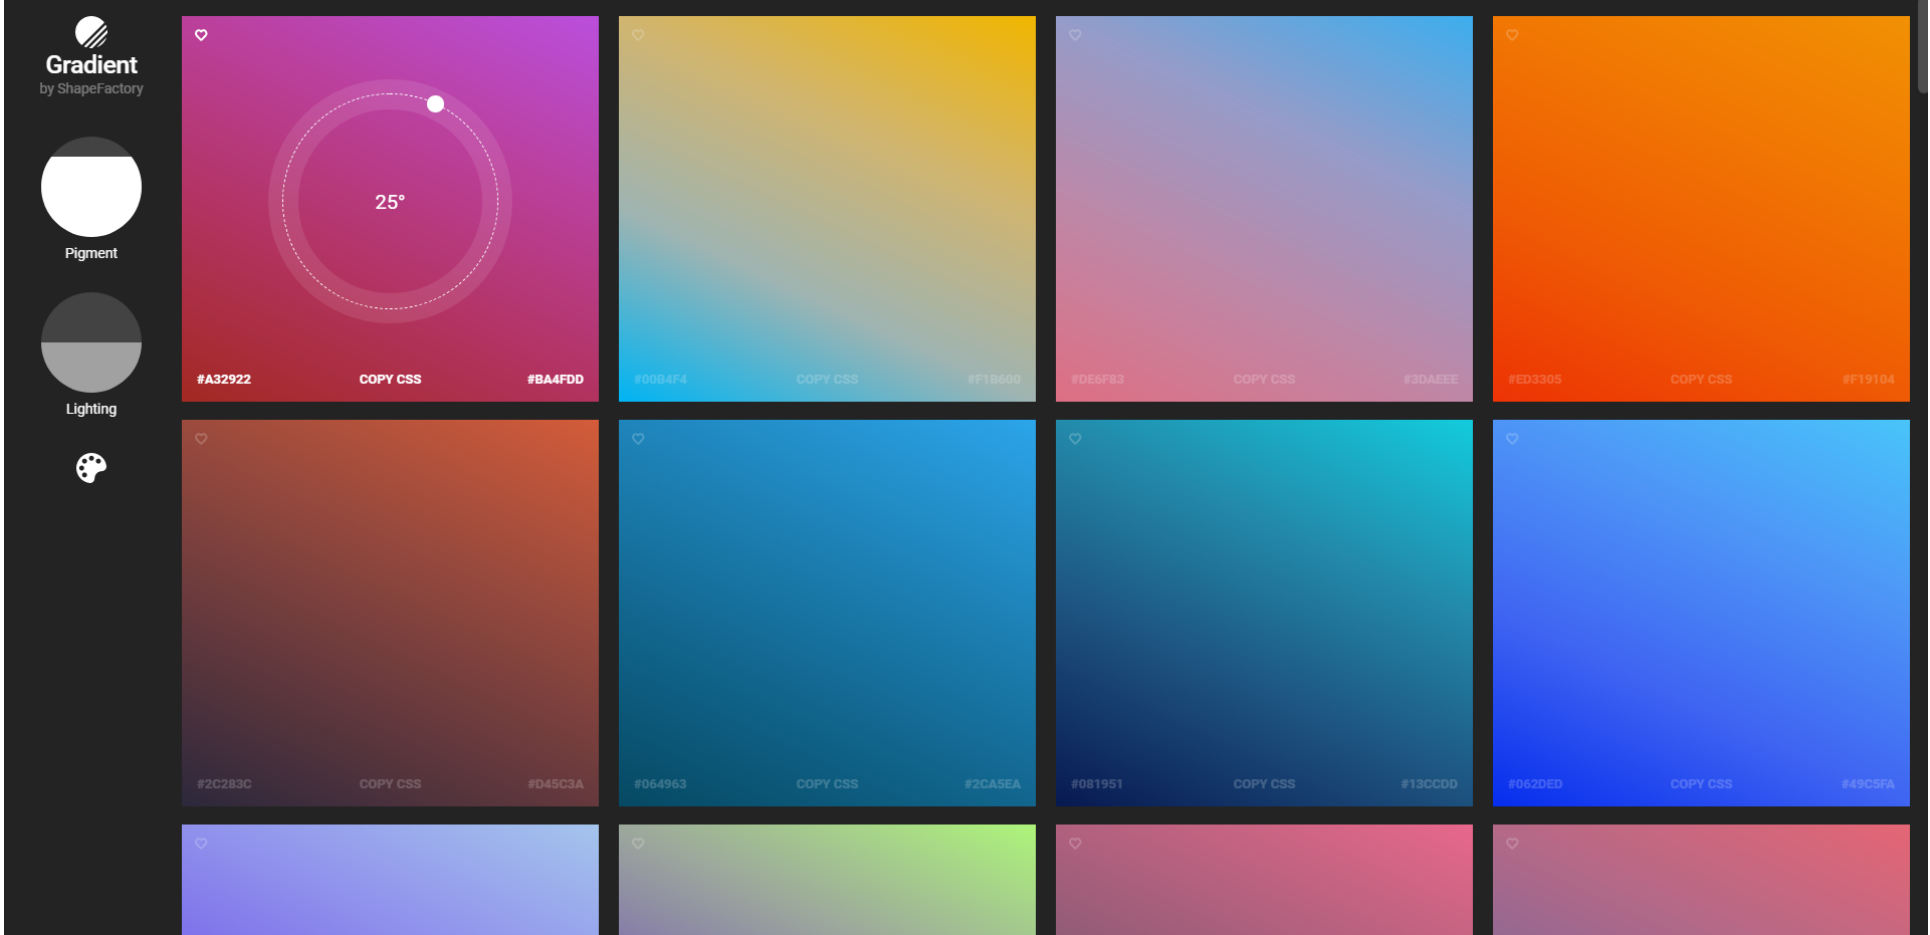 Gradient
by ShapeFactory
Pigment
Lighting
25°
#A32922 COPY CSS #BA4FDD
#00B4F4 COPY CSS #F1B600
#DE6F83 COPY CSS #3DAEEE
#ED3305 COPY CSS #F19104
#2C283C COPY CSS #D45C3A
#064963 COPY CSS #2CA5EA
#081951 COPY CSS #13CCDD
#062DED COPY CSS #49C5FA